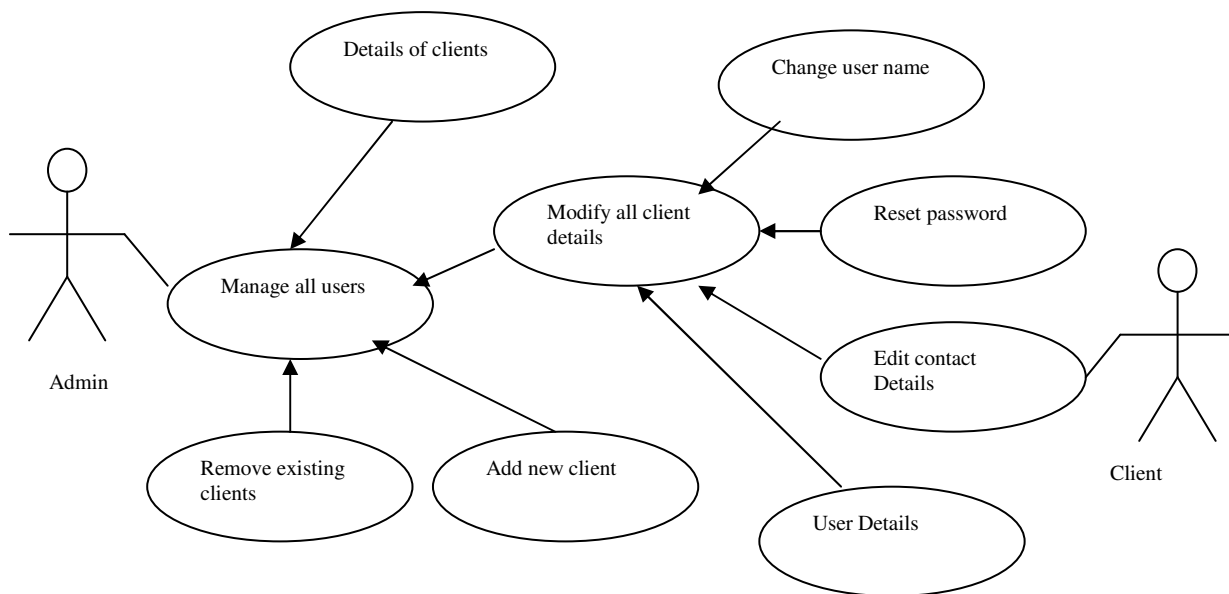 Details of clients
Change user name
Modify all client
details
Reset password
Manage all users
Edit contact
Details
Admin
Remove existing
clients
Add new client
Client
User Details